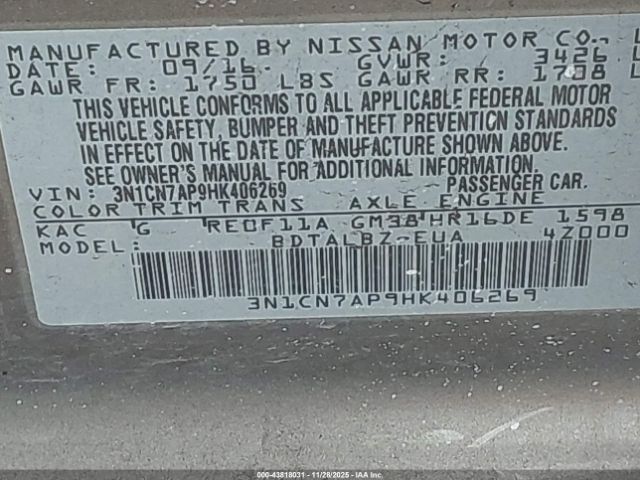 MANUFACTURED BY NISSAN MOTOR CO., L
DATE: 09/16 GVWR: 3426 L
GAWR FR: 1750 LBS GAWR RR: 1708 L
THIS VEHICLE CONFORMS TO ALL APPLICABLE FEDERAL MOTOR
VEHICLE SAFETY, BUMPER AND THEFT PREVENTION STANDARDS
IN EFFECT ON THE DATE OF MANUFACTURE SHOWN ABOVE.
SEE OWNER'S MANUAL FOR ADDITIONAL INFORMATION.
VIN: 3N1CN7AP9HK406269 PASSENGER CAR.
COLOR TRIM TRANS AXLE ENGINE
KAC G RE0F11A GM38 HR16DE 1598
MODEL: BDTALBZ-EUA 4Z000
3N1CN7AP9HK406269
000-43818031 - 11/28/2025 - IAA Inc.